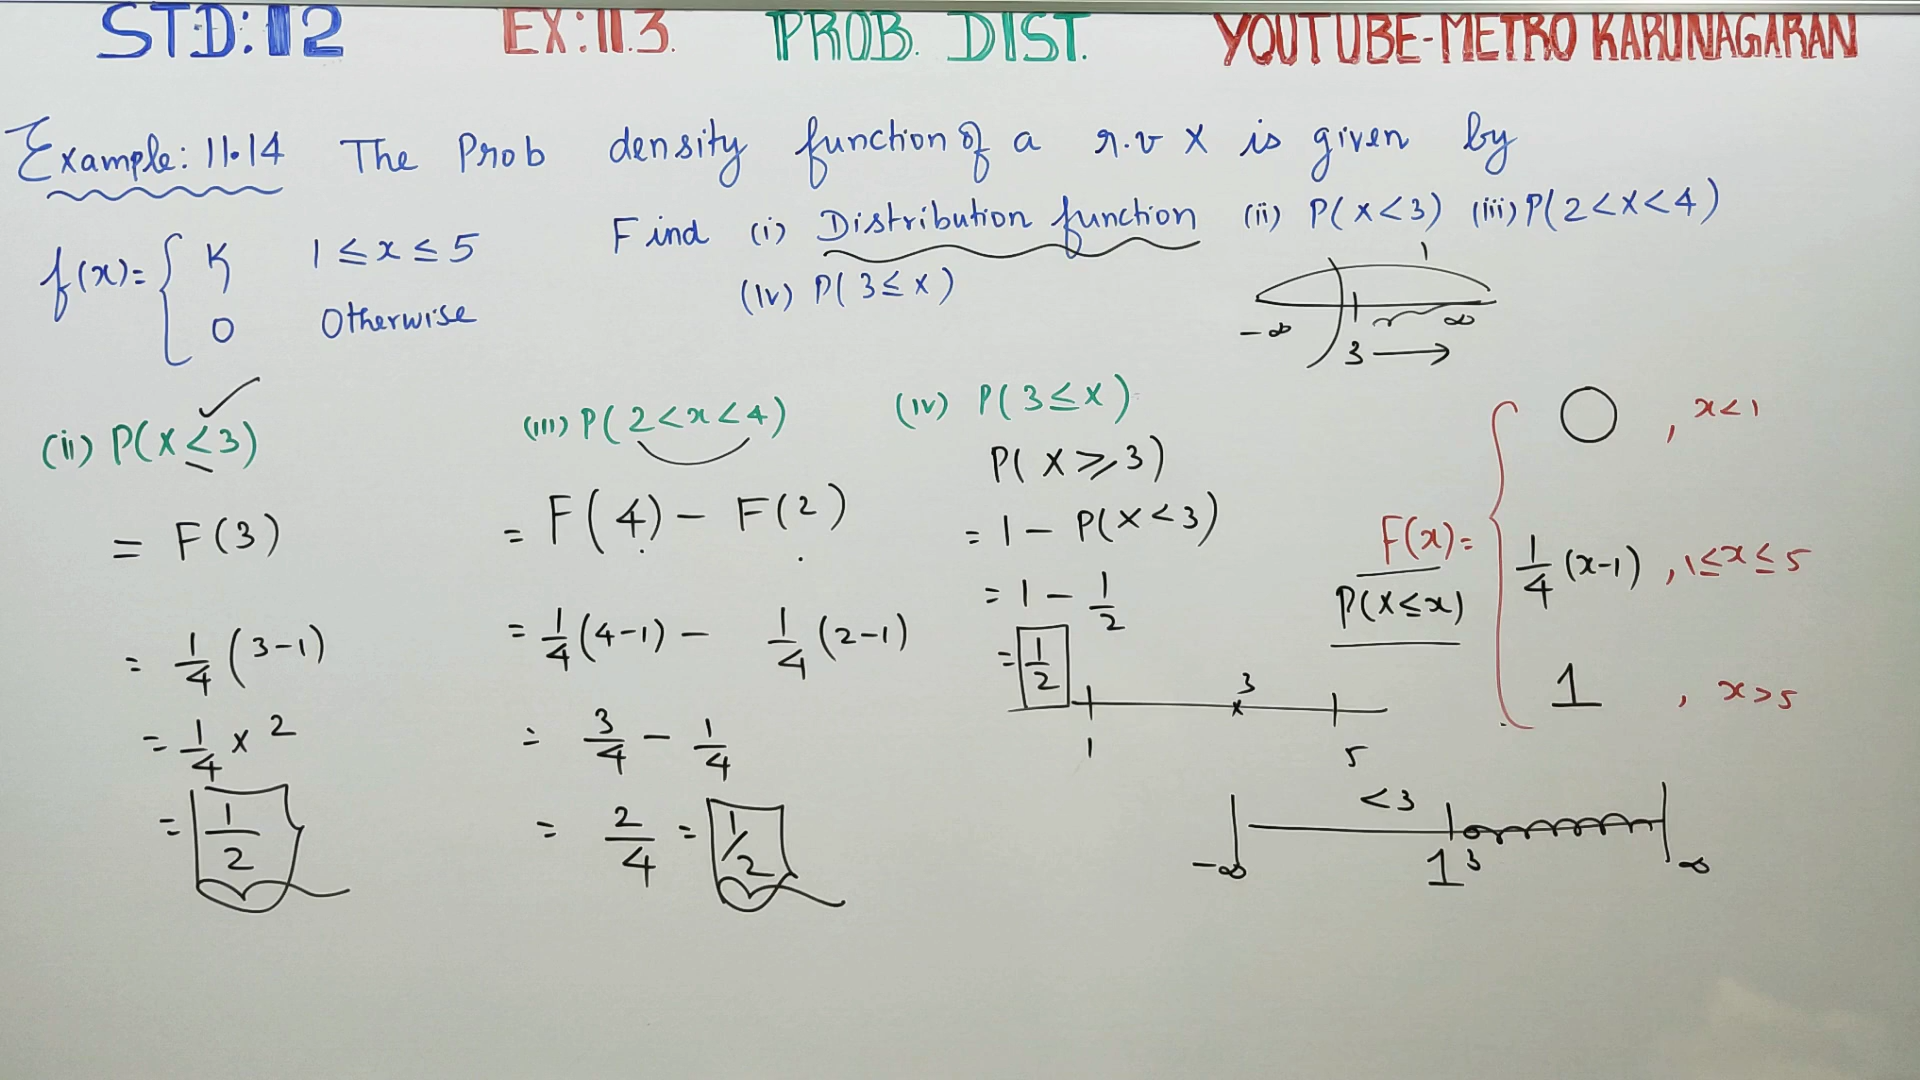 STD: 12 EX: 11.3. PROB. DIST. YOUTUBE-METRO KARUNAGARAN
Example: 11.14 The Prob density function of a r.v X is given by
f(x)= { K 1 ≤ x ≤ 5
0 Otherwise
Find (i) Distribution function (ii) P(x<3) (iii) P(2<x<4)
(iv) P(3≤x)
1
-∞ ∞
3 →
(ii) P(X<3)
= F(3)
= 1/4 (3-1)
= 1/4 x 2
= 1/2
(iii) P(2<x<4)
= F(4) - F(2)
= 1/4 (4-1) - 1/4 (2-1)
= 3/4 - 1/4
= 2/4 = 1/2
(iv) P(3≤x)
P(X≥3)
= 1 - P(X<3)
= 1 - 1/2
= 1/2
3
1 5
F(x)= { 0 , x<1
1/4 (x-1) , 1≤x≤5
1 , x>5
P(X≤x)
<3
-∞ 1 3 ∞